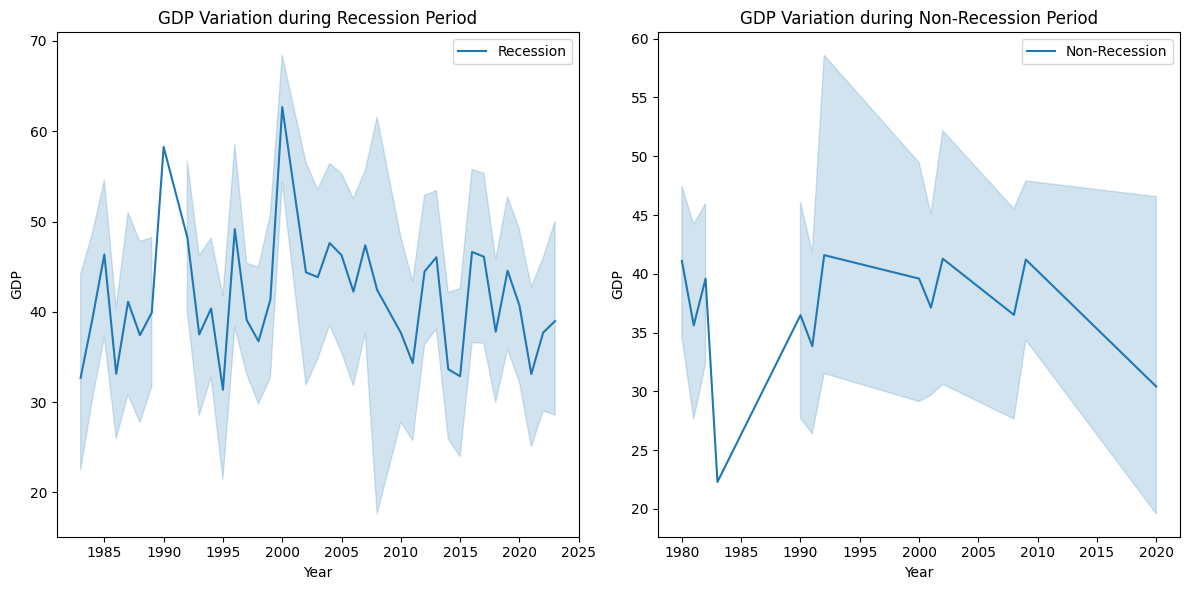 GDP Variation during Recession Period
Recession
GDP
70
60
50
40
30
20
1985 1990 1995 2000 2005 2010 2015 2020 2025
Year
GDP Variation during Non-Recession Period
Non-Recession
GDP
60
55
50
45
40
35
30
25
20
1980 1985 1990 1995 2000 2005 2010 2015 2020
Year